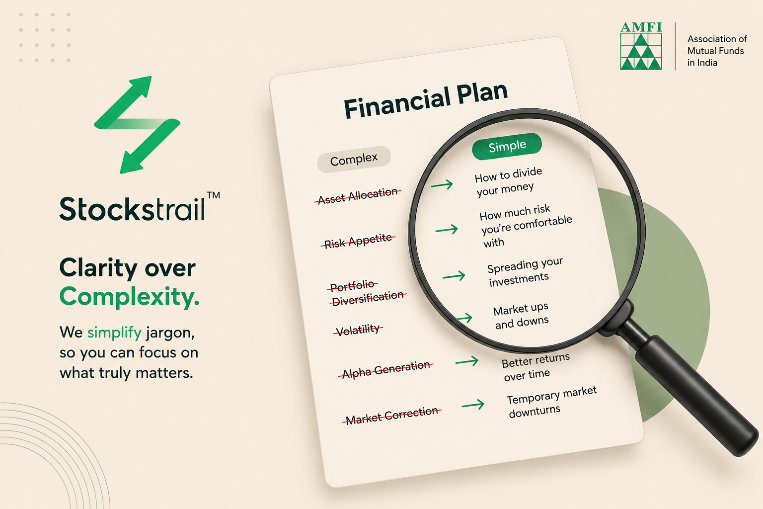 AMFI
Association of
Mutual Funds
in India
Stockstrail™
Clarity over
Complexity.
We simplify jargon,
so you can focus on
what truly matters.
Financial Plan
Complex
Simple
Asset Allocation
How to divide
your money
Risk Appetite
How much risk
you're comfortable
with
Portfolio
Diversification
Spreading your
investments
Volatility
Market ups
and downs
Alpha Generation
Better returns
over time
Market Correction
Temporary market
downturns